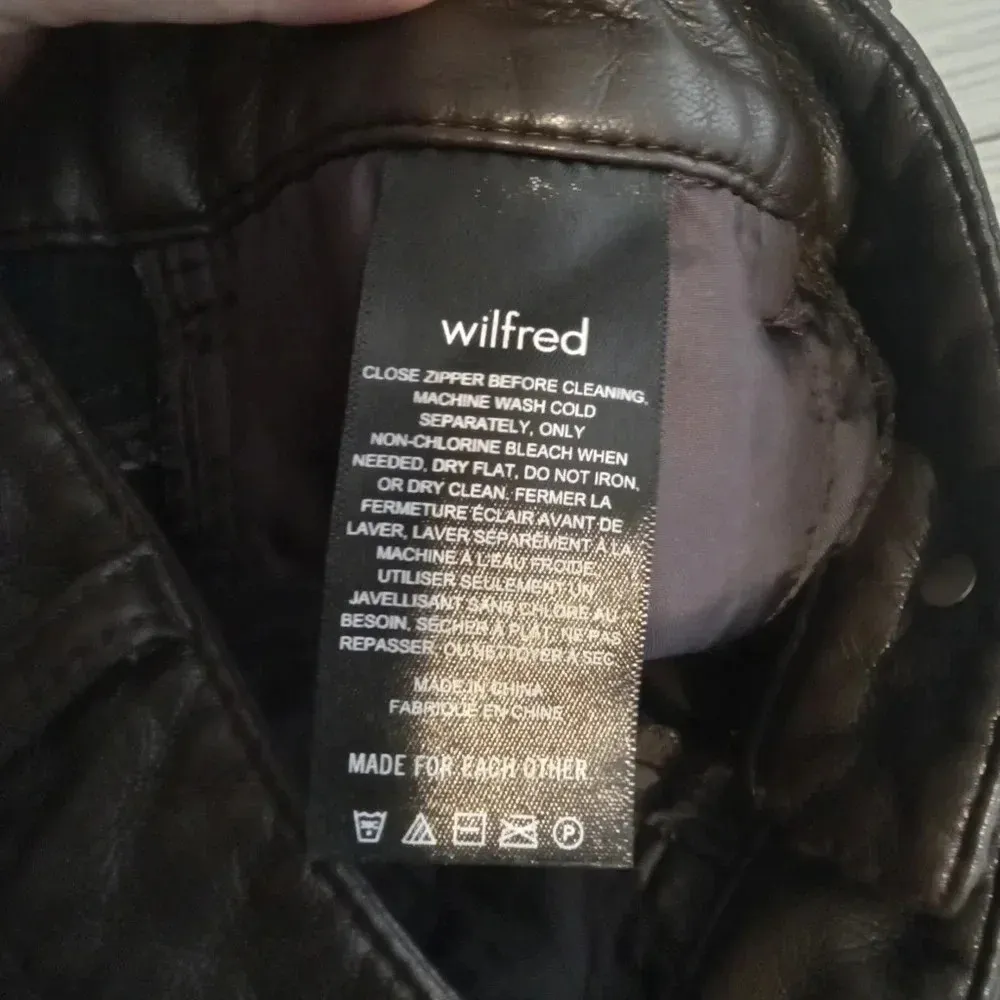 wilfred
CLOSE ZIPPER BEFORE CLEANING,
MACHINE WASH COLD
SEPARATELY, ONLY
NON-CHLORINE BLEACH WHEN
NEEDED, DRY FLAT, DO NOT IRON,
OR DRY CLEAN. FERMER LA
FERMETURE ÉCLAIR AVANT DE
LAVER, LAVER SÉPARÉMENT À LA
MACHINE À L'EAU FROIDE,
UTILISER SEULEMENT UN
JAVELLISANT SANS CHLORE AU
BESOIN, SÉCHER À PLAT, NE PAS
REPASSER, OU NETTOYER À SEC.
MADE IN CHINA
FABRIQUÉ EN CHINE
MADE FOR EACH OTHER
30C
P